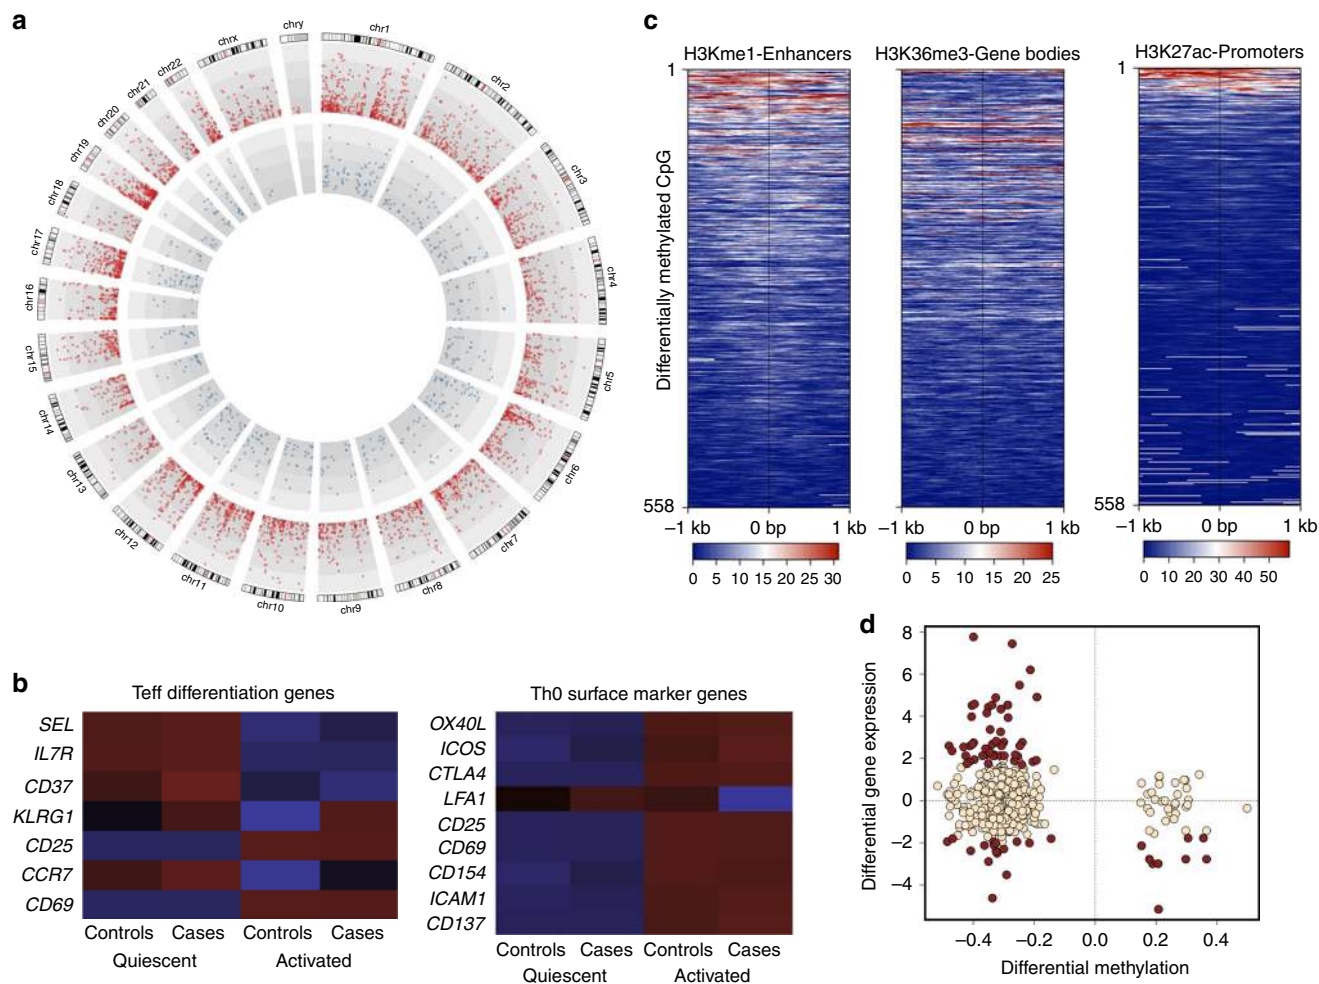 a
chr1
chr2
chr3
chr4
chr5
chr6
chr7
chr8
chr9
chr10
chr11
chr12
chr13
chr14
chr15
chr16
chr17
chr18
chr19
chr20
chr21
chr22
chrx
chry
b
Teff differentiation genes
SEL
IL7R
CD37
KLRG1
CD25
CCR7
CD69
Controls Cases Controls Cases
Quiescent Activated
Th0 surface marker genes
OX40L
ICOS
CTLA4
LFA1
CD25
CD69
CD154
ICAM1
CD137
Controls Cases Controls Cases
Quiescent Activated
c
H3Kme1-Enhancers H3K36me3-Gene bodies H3K27ac-Promoters
Differentially methylated CpG
1
558
−1 kb 0 bp 1 kb
0 5 10 15 20 25 30
−1 kb 0 bp 1 kb
0 5 10 15 20 25
1
558
−1 kb 0 bp 1 kb
0 10 20 30 40 50
d
Differential gene expression
8
6
4
2
0
−2
−4
−0.4 −0.2 0.0 0.2 0.4
Differential methylation